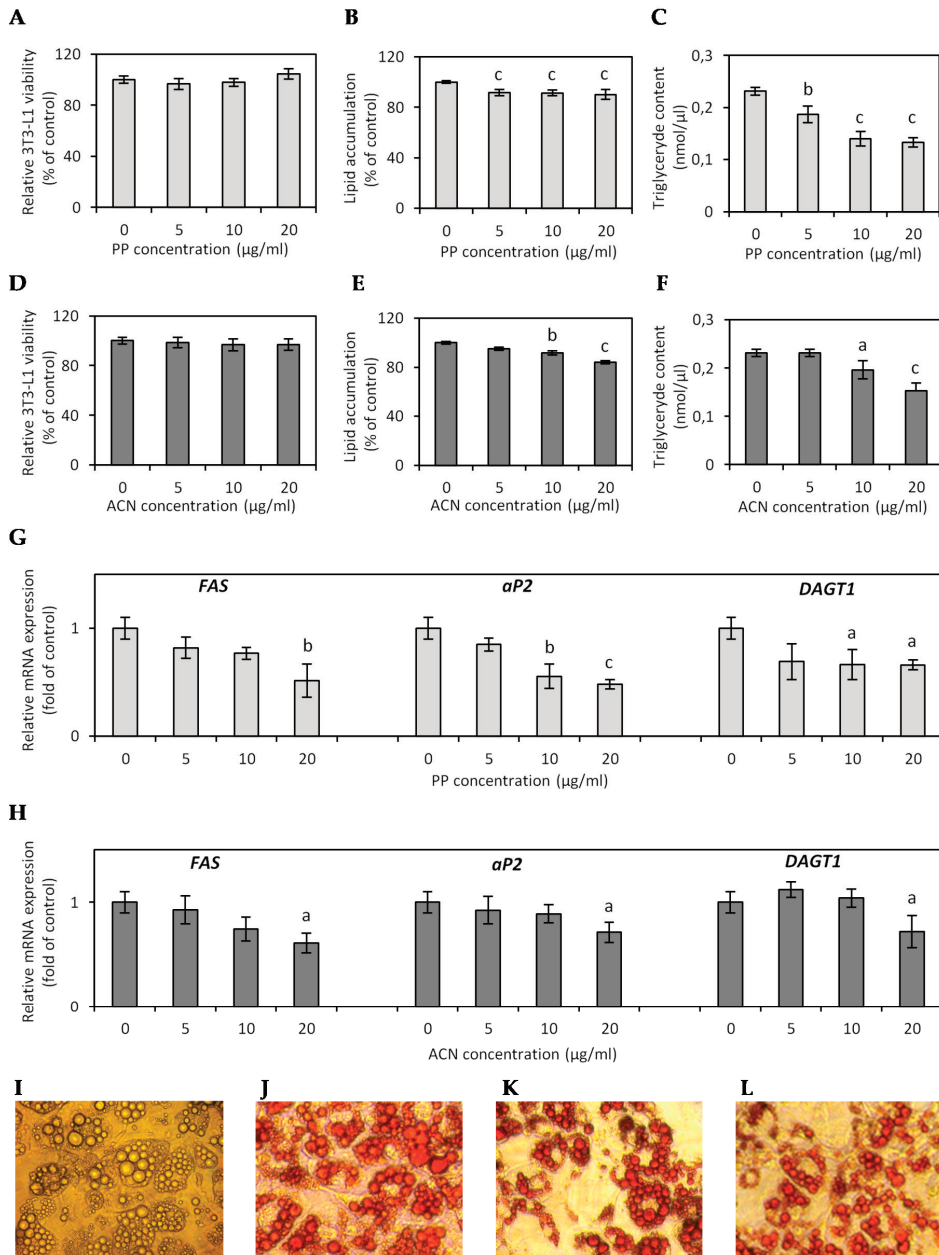 A
Relative 3T3-L1 viability
(% of control)
120
80
40
0
0 5 10 20
PP concentration (µg/ml)
B
Lipid accumulation
(% of control)
120
80
40
0
c c c
0 5 10 20
PP concentration (µg/ml)
C
Triglyceryde content
(nmol/µl)
0,3
0,2
0,1
0
b c c
0 5 10 20
PP concentration (µg/ml)
D
Relative 3T3-L1 viability
(% of control)
120
80
40
0
0 5 10 20
ACN concentration (µg/ml)
E
Lipid accumulation
(% of control)
120
80
40
0
b c
0 5 10 20
ACN concentration (µg/ml)
F
Triglyceryde content
(nmol/µl)
0,3
0,2
0,1
0
a c
0 5 10 20
ACN concentration (µg/ml)
G
Relative mRNA expression
(fold of control)
FAS aP2 DAGT1
1
0
b b c a a
0 5 10 20 0 5 10 20 0 5 10 20
PP concentration (µg/ml)
H
Relative mRNA expression
(fold of control)
FAS aP2 DAGT1
1
0
a a a
0 5 10 20 0 5 10 20 0 5 10 20
ACN concentration (µg/ml)
I J K L